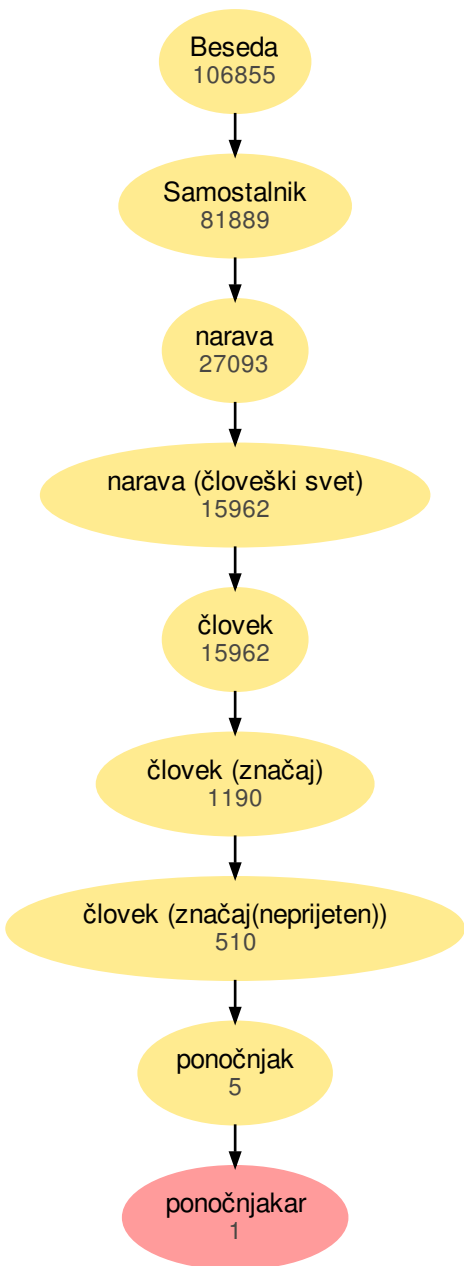 Beseda
106855
Samostalnik
81889
narava
27093
narava (človeški svet)
15962
človek
15962
človek (značaj)
1190
človek (značaj(neprijeten))
510
ponočnjak
5
ponočnjakar
1